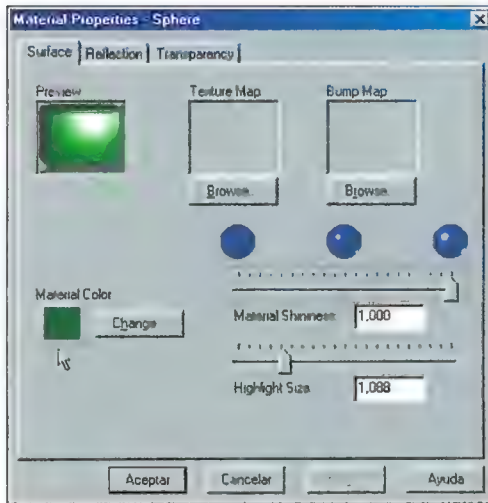 Material Properties - Sphere
Surface Reflection Transparency
Preview Texture Map Bump Map
Browse.. Browse..
Material Color
Change
Material Shininess 1,000
Highlight Size 1,088
Aceptar Cancelar Ayuda